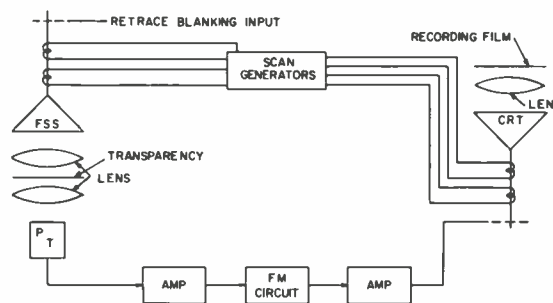 RETRACE BLANKING INPUT
RECORDING FILM
SCAN
GENERATORS
LEN
FSS
CRT
TRANSPARENCY
LENS
P
T
AMP
FM
CIRCUIT
AMP